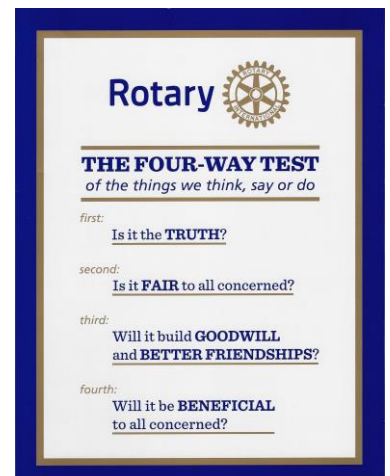 Rotary
ROTARY
INTERNATIONAL
THE FOUR-WAY TEST
of the things we think, say or do
first:
Is it the TRUTH?
second:
Is it FAIR to all concerned?
third:
Will it build GOODWILL
and BETTER FRIENDSHIPS?
fourth:
Will it be BENEFICIAL
to all concerned?